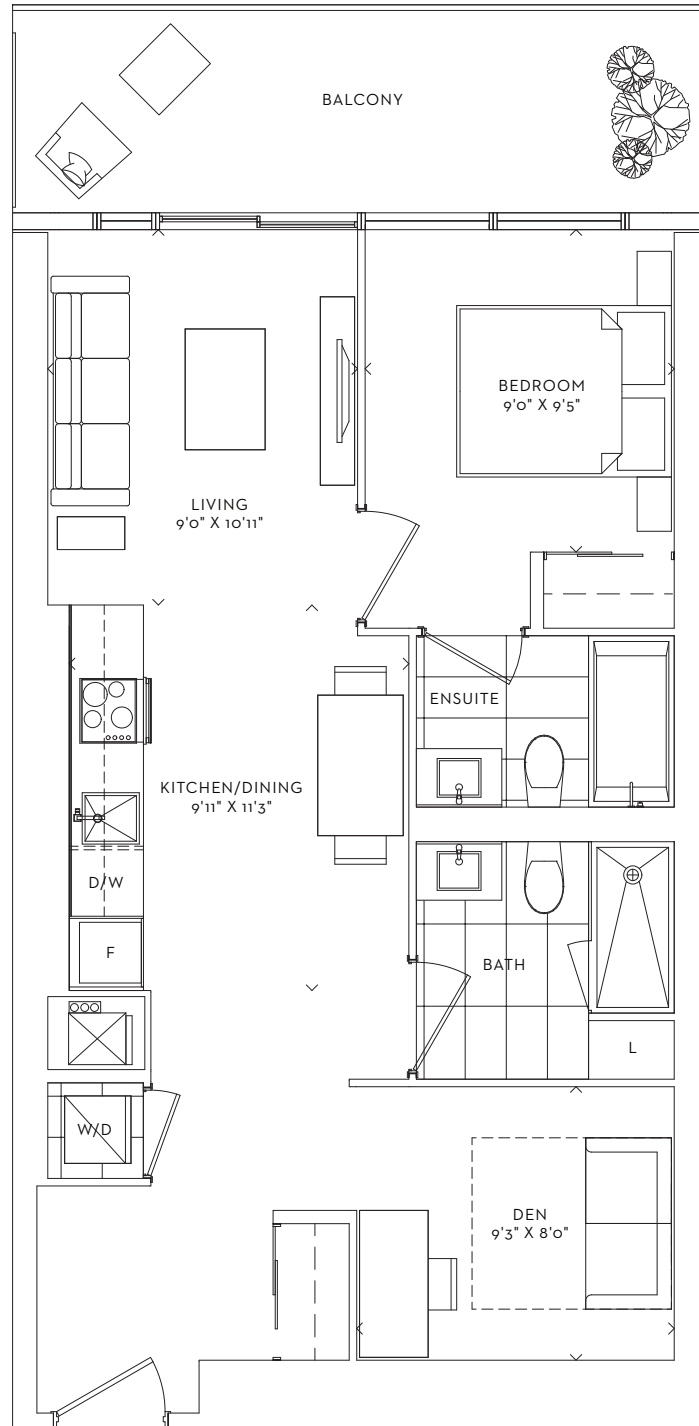 BALCONY
BEDROOM
9'0" X 9'5"
LIVING
9'0" X 10'11"
ENSUITE
KITCHEN/DINING
9'11" X 11'3"
D/W
F
BATH
L
W/D
DEN
9'3" X 8'0"